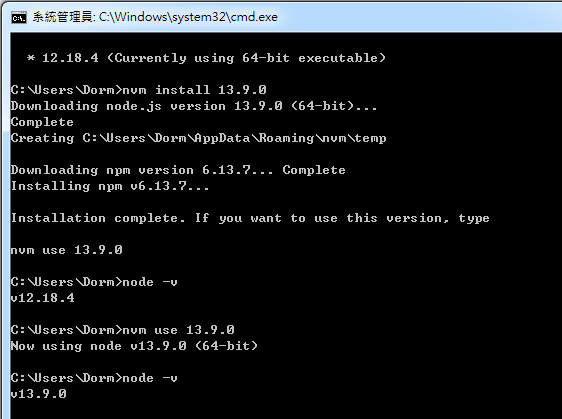 系統管理員: C:\Windows\system32\cmd.exe
* 12.18.4 (Currently using 64-bit executable)
C:\Users\Dorm>nvm install 13.9.0
Downloading node.js version 13.9.0 (64-bit)...
Complete
Creating C:\Users\Dorm\AppData\Roaming\nvm\temp
Downloading npm version 6.13.7... Complete
Installing npm v6.13.7...
Installation complete. If you want to use this version, type
nvm use 13.9.0
C:\Users\Dorm>node -v
v12.18.4
C:\Users\Dorm>nvm use 13.9.0
Now using node v13.9.0 (64-bit)
C:\Users\Dorm>node -v
v13.9.0